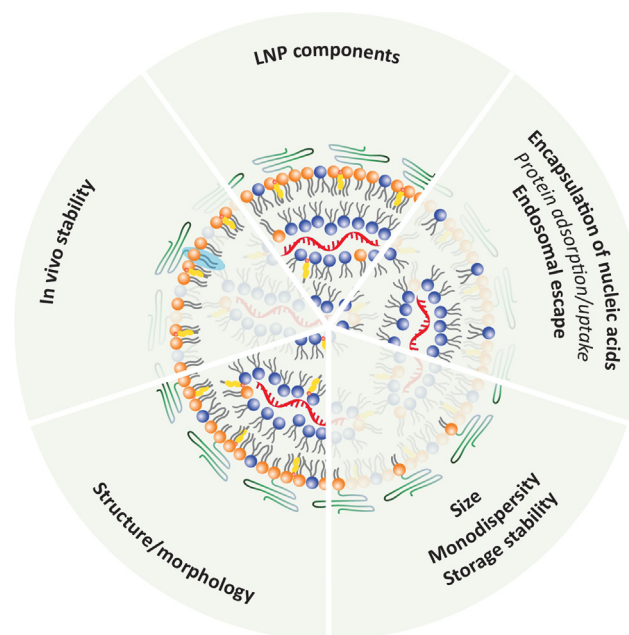 LNP components
Encapsulation of nucleic acids
Protein adsorption/uptake
Endosomal escape
Size
Monodispersity
Storage stability
Structure/morphology
In vivo stability